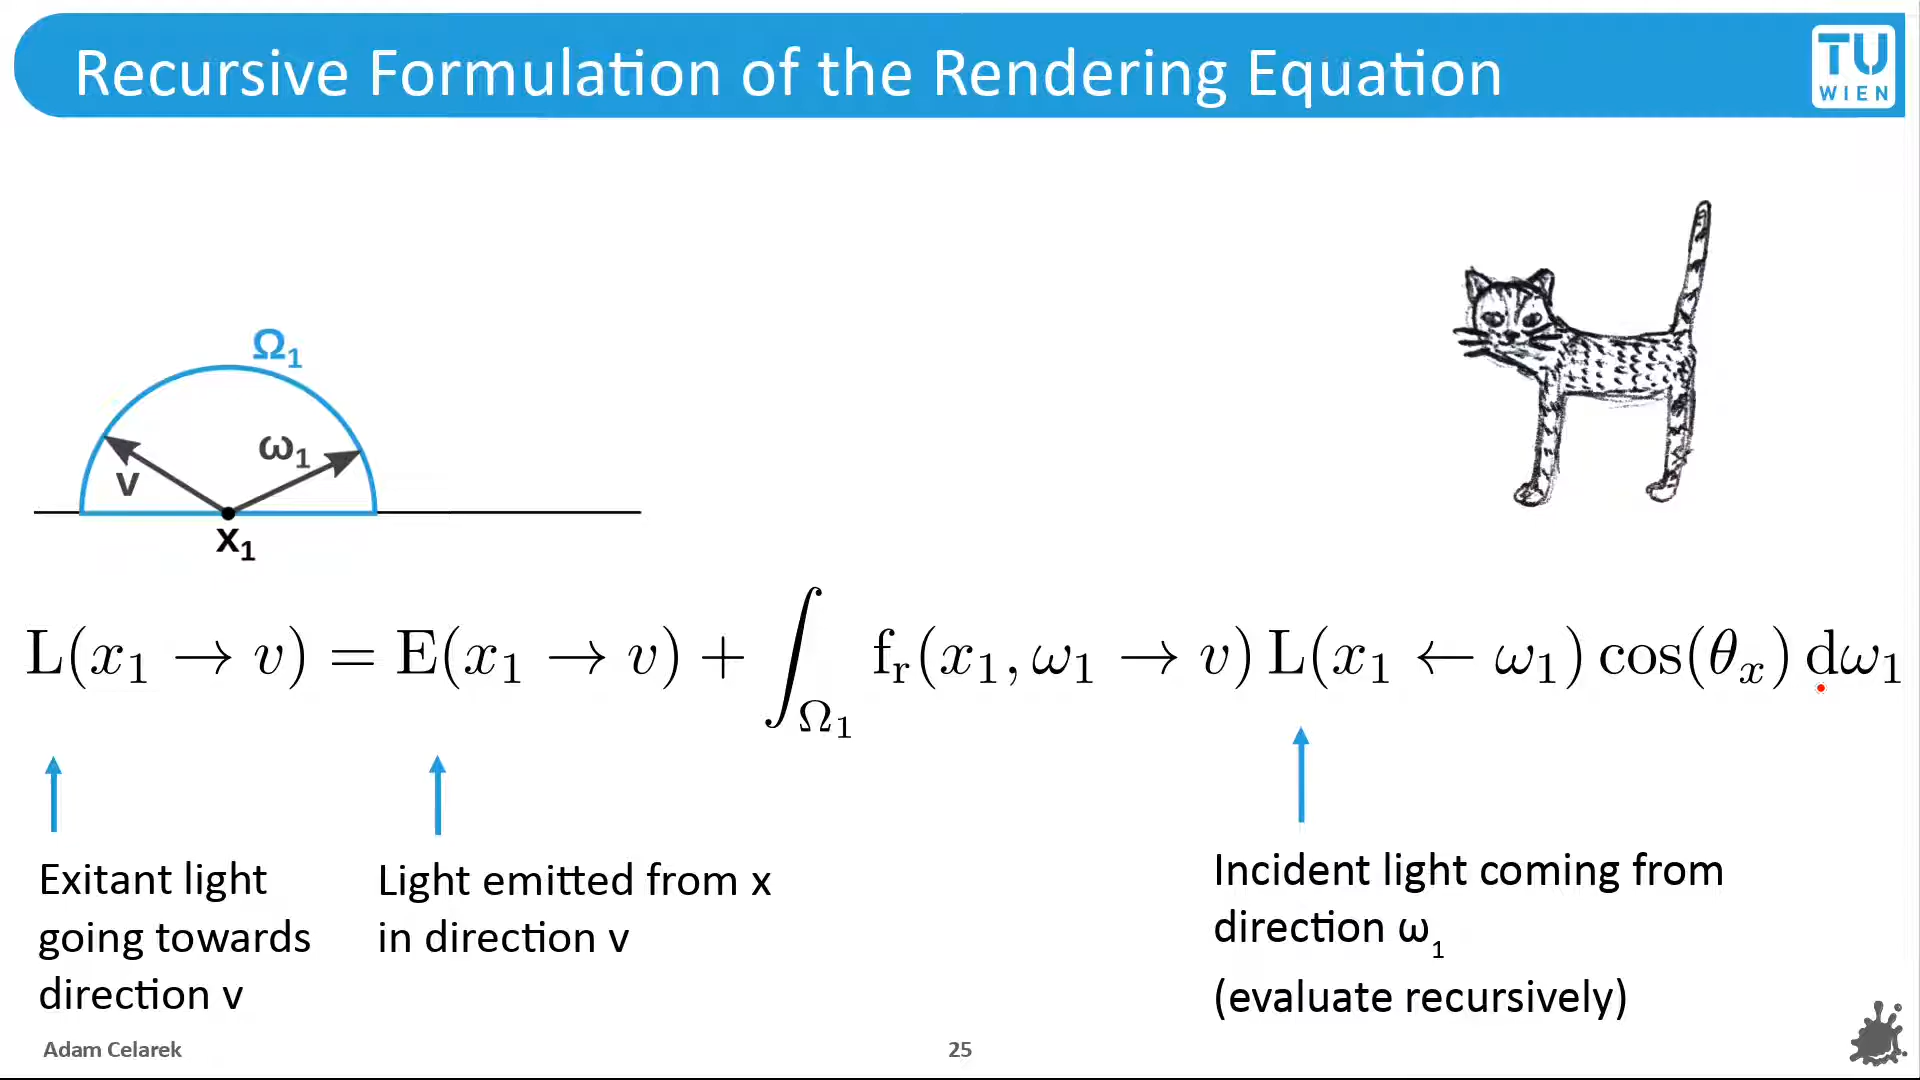 Recursive Formulation of the Rendering Equation
TU
WIEN
Ω₁
ω₁
v
x₁
L(x₁ → v) = E(x₁ → v) + ∫_Ω₁ fᵣ(x₁, ω₁ → v) L(x₁ ← ω₁) cos(θₓ) dω₁
Exitant light
going towards
direction v
Light emitted from x
in direction v
Incident light coming from
direction ω₁
(evaluate recursively)
Adam Celarek
25